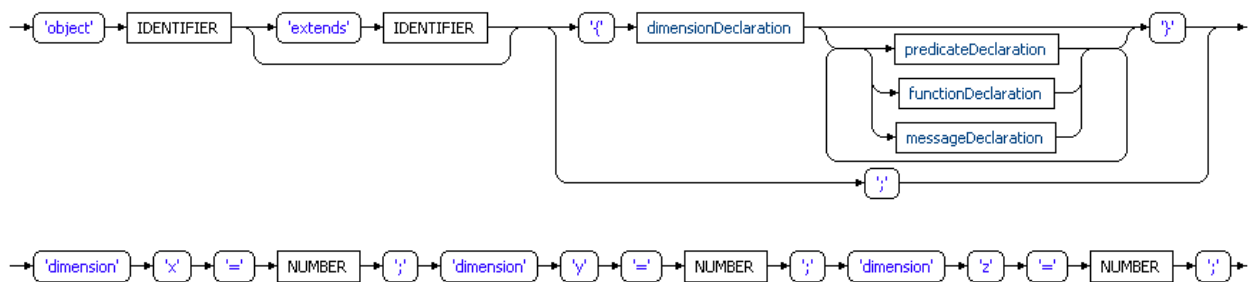 'object' IDENTIFIER 'extends' IDENTIFIER '{' dimensionDeclaration '}'
predicateDeclaration
functionDeclaration
messageDeclaration
';'
'dimension' 'x' '=' NUMBER ';' 'dimension' 'y' '=' NUMBER ';' 'dimension' 'z' '=' NUMBER ';'